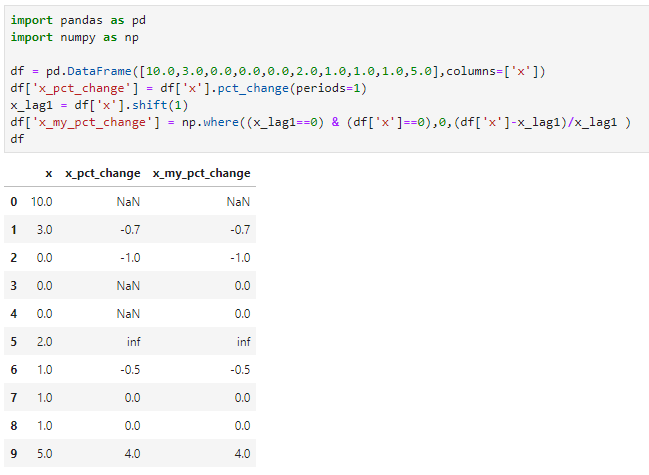 import pandas as pd
import numpy as np
df = pd.DataFrame([10.0,3.0,0.0,0.0,0.0,2.0,1.0,1.0,1.0,5.0],columns=['x'])
df['x_pct_change'] = df['x'].pct_change(periods=1)
x_lag1 = df['x'].shift(1)
df['x_my_pct_change'] = np.where((x_lag1==0) & (df['x']==0),0,(df['x']-x_lag1)/x_lag1 )
df
x x_pct_change x_my_pct_change
0 10.0 NaN NaN
1 3.0 -0.7 -0.7
2 0.0 -1.0 -1.0
3 0.0 NaN 0.0
4 0.0 NaN 0.0
5 2.0 inf inf
6 1.0 -0.5 -0.5
7 1.0 0.0 0.0
8 1.0 0.0 0.0
9 5.0 4.0 4.0